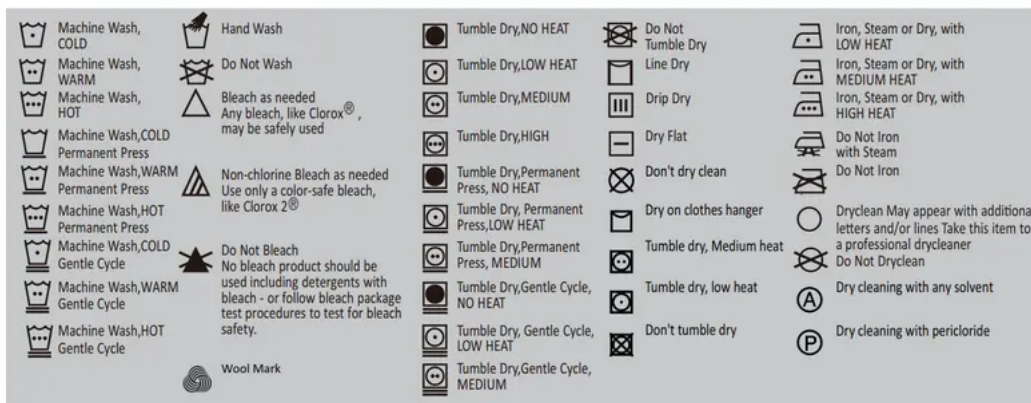 Machine Wash,
COLD
Machine Wash,
WARM
Machine Wash,
HOT
Machine Wash,COLD
Permanent Press
Machine Wash,WARM
Permanent Press
Machine Wash,HOT
Permanent Press
Machine Wash,COLD
Gentle Cycle
Machine Wash,WARM
Gentle Cycle
Machine Wash,HOT
Gentle Cycle
Hand Wash
Do Not Wash
Bleach as needed
Any bleach, like Clorox® ,
may be safely used
Non-chlorine Bleach as needed
Use only a color-safe bleach,
like Clorox 2®
Do Not Bleach
No bleach product should be
used including detergents with
bleach - or follow bleach package
test procedures to test for bleach
safety.
Wool Mark
Tumble Dry,NO HEAT
Tumble Dry,LOW HEAT
Tumble Dry,MEDIUM
Tumble Dry,HIGH
Tumble Dry,Permanent
Press, NO HEAT
Tumble Dry, Permanent
Press,LOW HEAT
Tumble Dry,Permanent
Press, MEDIUM
Tumble Dry,Gentle Cycle,
NO HEAT
Tumble Dry, Gentle Cycle,
LOW HEAT
Tumble Dry,Gentle Cycle,
MEDIUM
Do Not
Tumble Dry
Line Dry
Drip Dry
Dry Flat
Don't dry clean
Dry on clothes hanger
Tumble dry, Medium heat
Tumble dry, low heat
Don't tumble dry
Iron, Steam or Dry, with
LOW HEAT
Iron, Steam or Dry, with
MEDIUM HEAT
Iron, Steam or Dry, with
HIGH HEAT
Do Not Iron
with Steam
Do Not Iron
Dryclean May appear with additiona
letters and/or lines Take this item to
a professional drycleaner
Do Not Dryclean
A
Dry cleaning with any solvent
P
Dry cleaning with pericloride